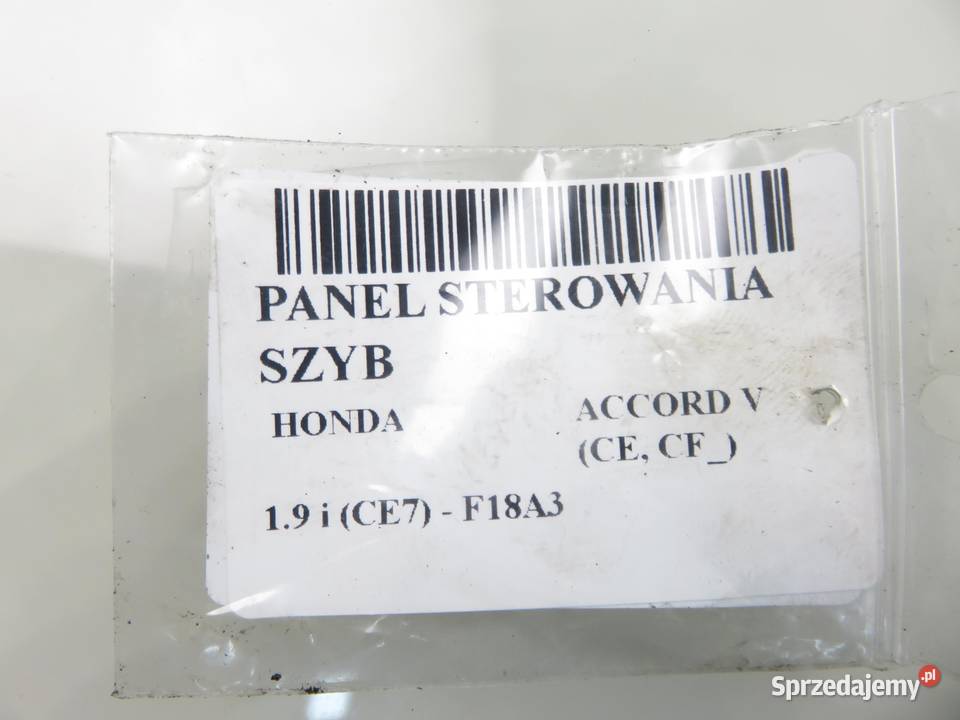 PANEL STEROWANIA
SZYB
HONDA
ACCORD V
(CE, CF_)
1.9 i (CE7) - F18A3
Sprzedajemy.pl